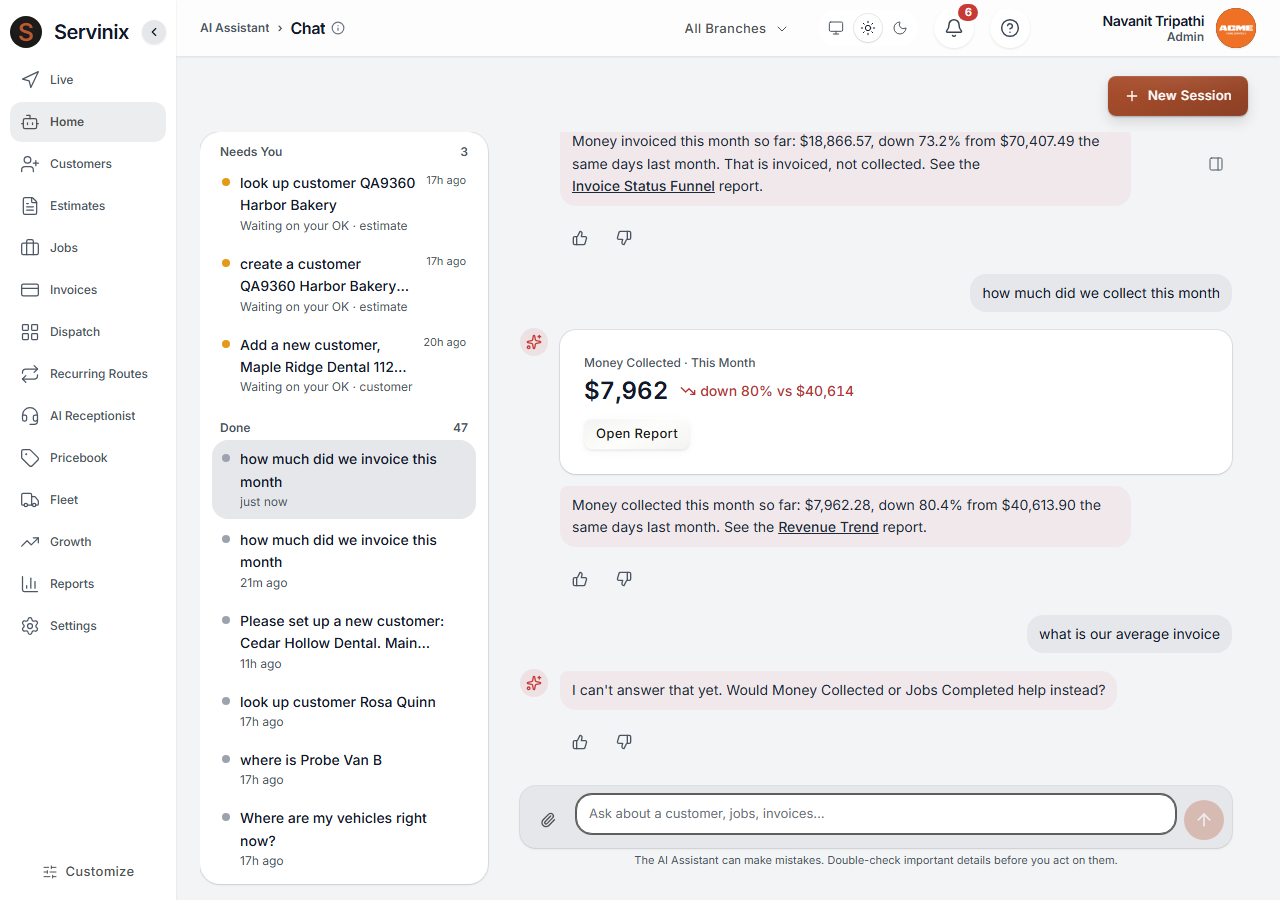 S Servinix
Live
Home
Customers
Estimates
Jobs
Invoices
Dispatch
Recurring Routes
AI Receptionist
Pricebook
Fleet
Growth
Reports
Settings
Customize
AI Assistant › Chat
All Branches
6
Navanit Tripathi
Admin
ACME
+ New Session
Needs You 3
look up customer QA9360 17h ago
Harbor Bakery
Waiting on your OK · estimate
create a customer 17h ago
QA9360 Harbor Bakery...
Waiting on your OK · estimate
Add a new customer, 20h ago
Maple Ridge Dental 112...
Waiting on your OK · customer
Done 47
how much did we invoice this
month
just now
how much did we invoice this
month
21m ago
Please set up a new customer:
Cedar Hollow Dental. Main...
11h ago
look up customer Rosa Quinn
17h ago
where is Probe Van B
17h ago
Where are my vehicles right
now?
17h ago
Money invoiced this month so far: $18,866.57, down 73.2% from $70,407.49 the
same days last month. That is invoiced, not collected. See the
Invoice Status Funnel report.
how much did we collect this month
Money Collected · This Month
$7,962 down 80% vs $40,614
Open Report
Money collected this month so far: $7,962.28, down 80.4% from $40,613.90 the
same days last month. See the Revenue Trend report.
what is our average invoice
I can't answer that yet. Would Money Collected or Jobs Completed help instead?
Ask about a customer, jobs, invoices...
The AI Assistant can make mistakes. Double-check important details before you act on them.